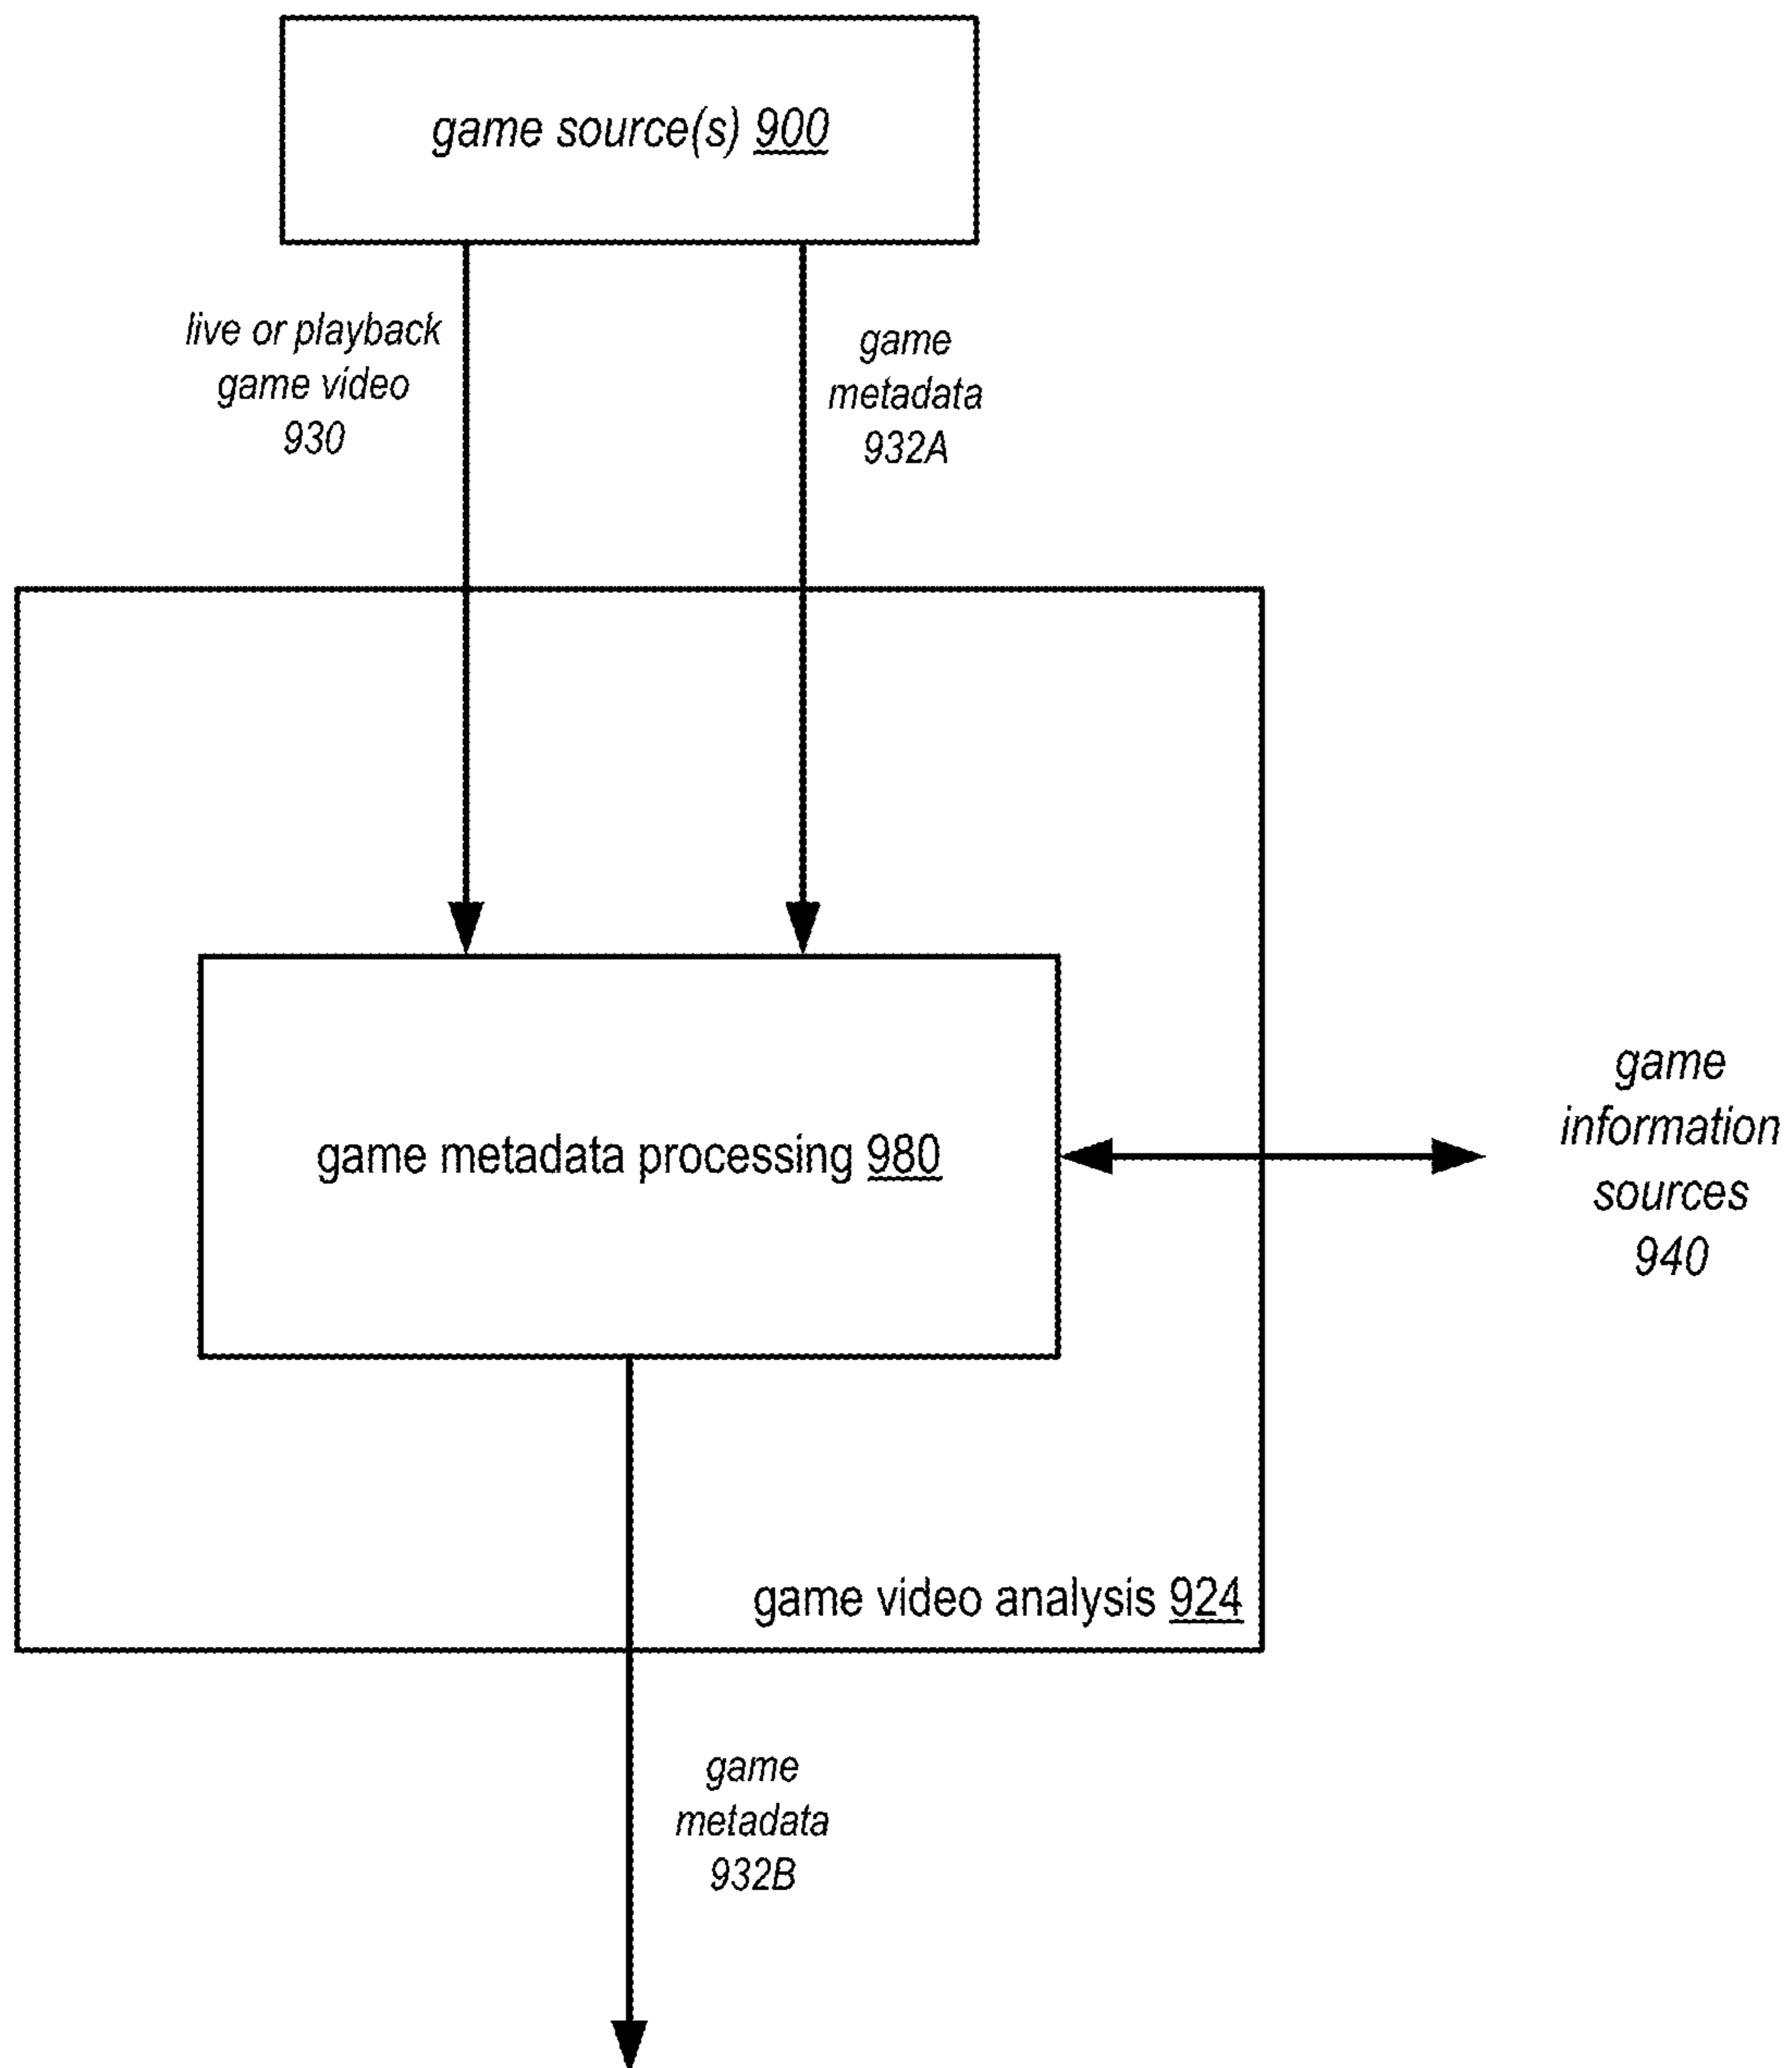 game source(s) 900
live or playback
game video
930
game
metadata
932A
game metadata processing 980
game
information
sources
940
game video analysis 924
game
metadata
932B